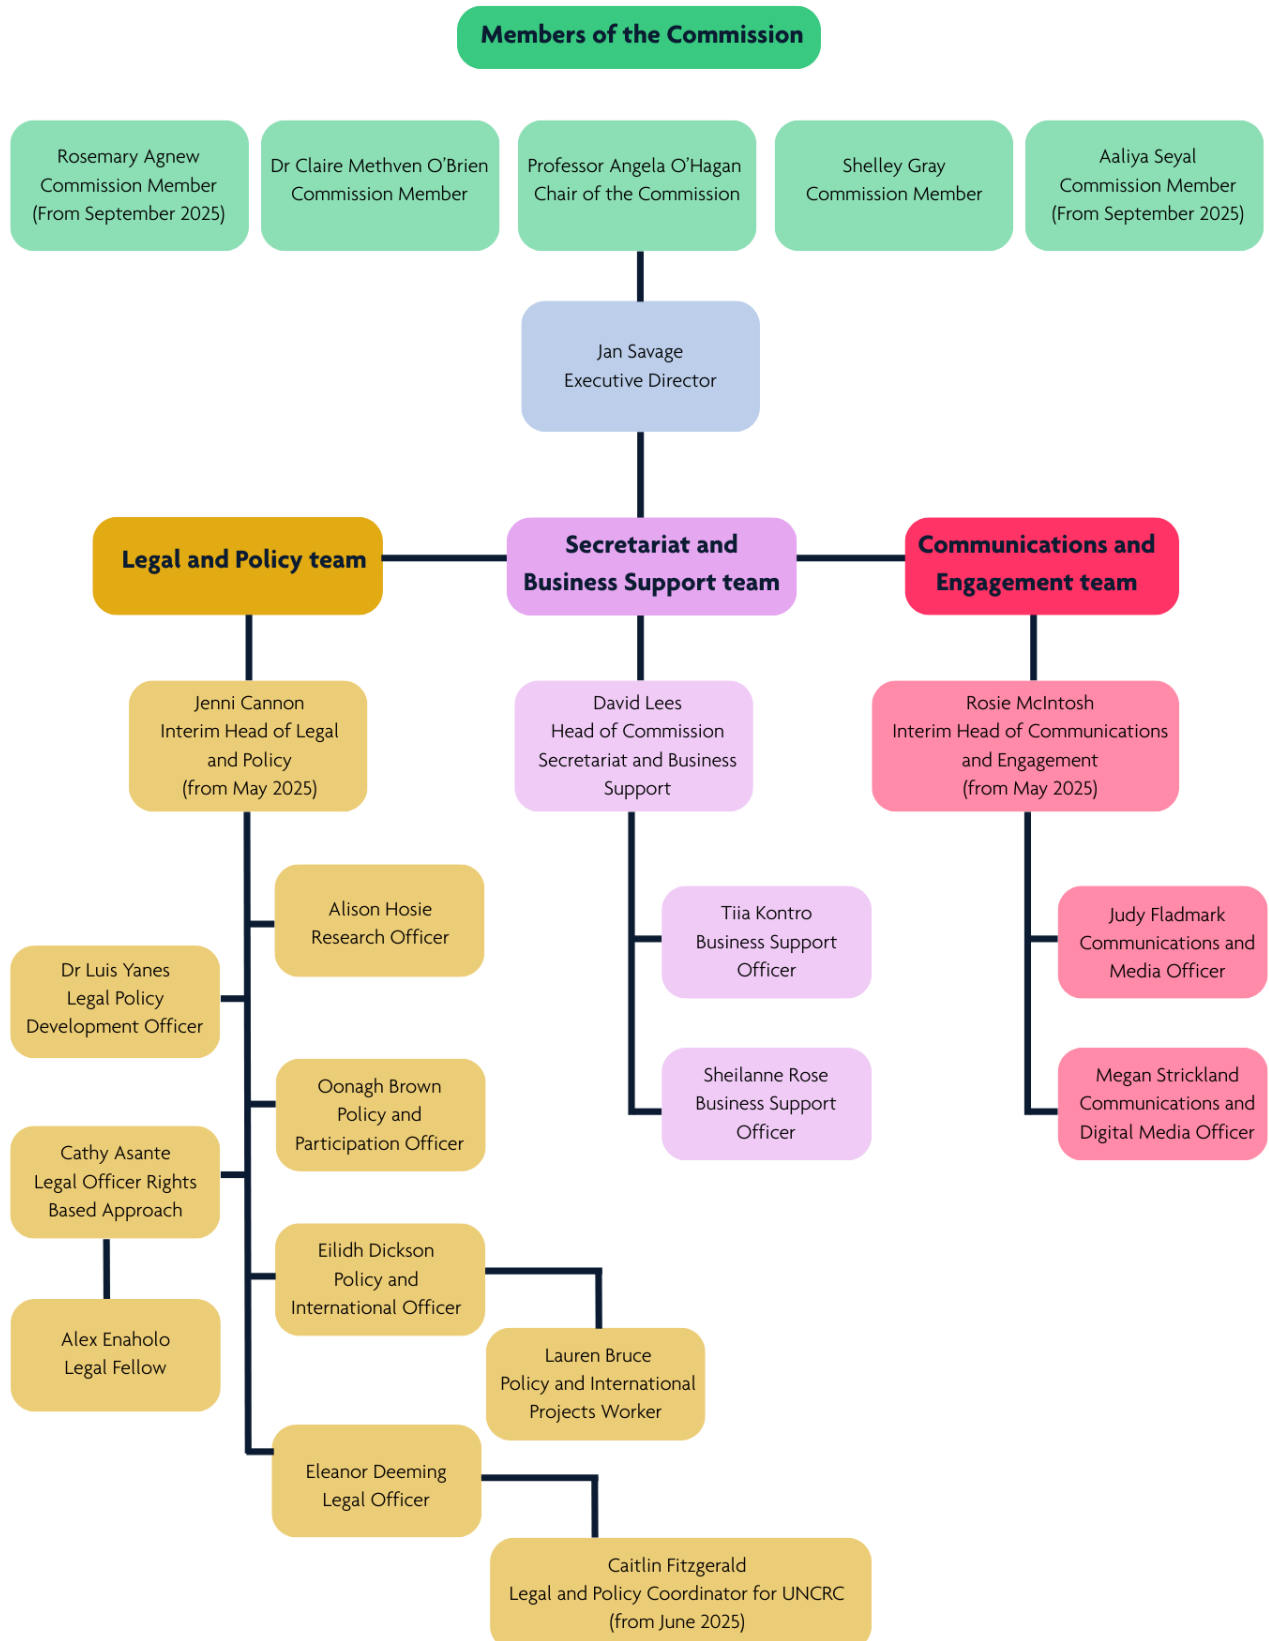 Members of the Commission
Rosemary Agnew
Commission Member
(From September 2025)
Dr Claire Methven O'Brien
Commission Member
Professor Angela O'Hagan
Chair of the Commission
Shelley Gray
Commission Member
Aaliya Seyal
Commission Member
(From September 2025)
Jan Savage
Executive Director
Legal and Policy team
Secretariat and
Business Support team
Communications and
Engagement team
Jenni Cannon
Interim Head of Legal
and Policy
(from May 2025)
David Lees
Head of Commission
Secretariat and Business
Support
Rosie McIntosh
Interim Head of Communications
and Engagement
(from May 2025)
Alison Hosie
Research Officer
Dr Luis Yanes
Legal Policy
Development Officer
Oonagh Brown
Policy and
Participation Officer
Cathy Asante
Legal Officer Rights
Based Approach
Eilidh Dickson
Policy and
International Officer
Alex Enaholo
Legal Fellow
Lauren Bruce
Policy and International
Projects Worker
Eleanor Deeming
Legal Officer
Caitlin Fitzgerald
Legal and Policy Coordinator for UNCRC
(from June 2025)
Tiia Kontro
Business Support
Officer
Sheilanne Rose
Business Support
Officer
Judy Fladmark
Communications and
Media Officer
Megan Strickland
Communications and
Digital Media Officer